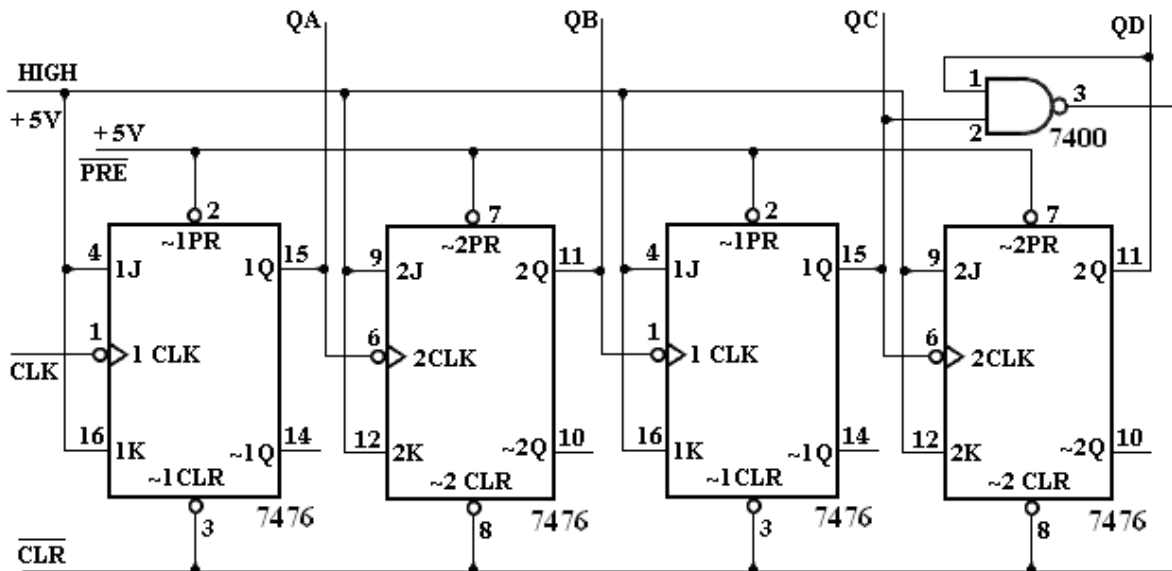 QA QB QC QD
HIGH
+5V
1 3
2
7400
+5V
PRE
2 7 2 7
~1PR ~2PR ~1PR ~2PR
4 1J 1Q 15 9 2J 2Q 11 4 1J 1Q 15 9 2J 2Q 11
1 1 CLK 6 2CLK 1 1 CLK 6 2CLK
CLK
16 1K ~1Q 14 12 2K ~2Q 10 16 1K ~1Q 14 12 2K ~2Q 10
~1CLR ~2 CLR ~1CLR ~2 CLR
3 7476 8 7476 3 7476 8 7476
CLR